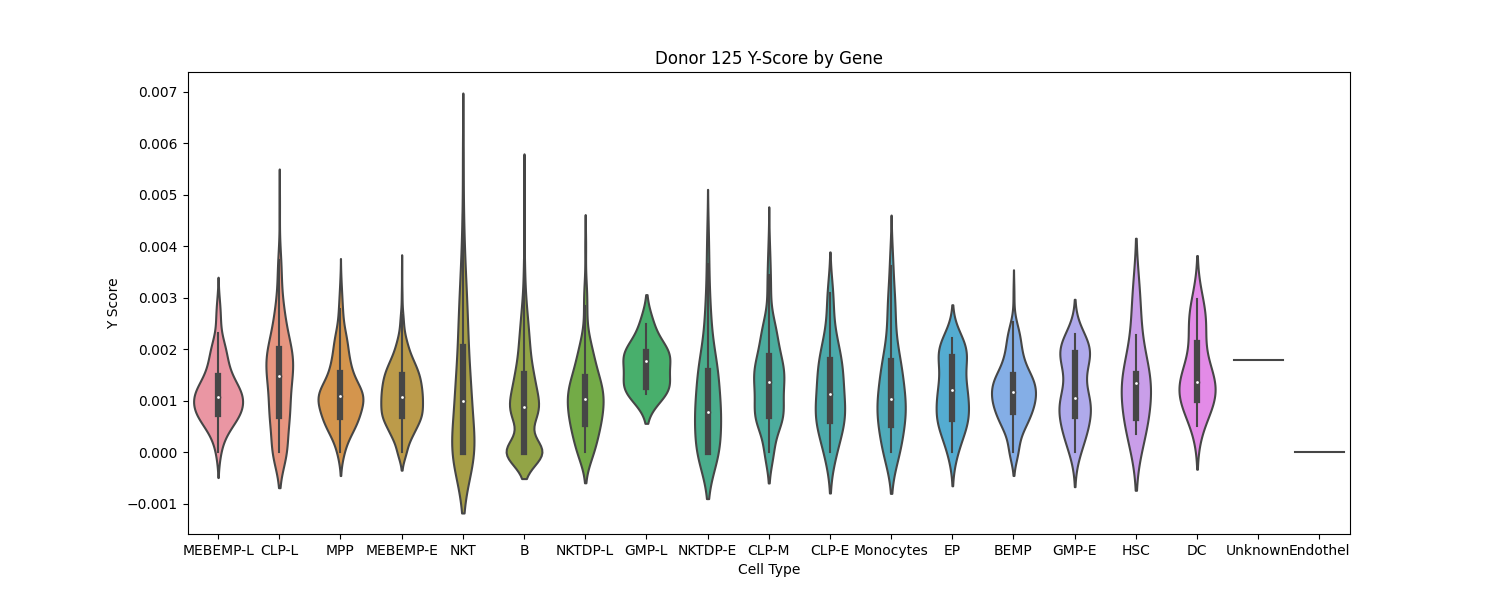 Donor 125 Y-Score by Gene
0.007
0.006
0.005
0.004
0.003
0.002
0.001
0.000
−0.001
Y Score
MEBEMP-L CLP-L MPP MEBEMP-E NKT B NKTDP-L GMP-L NKTDP-E CLP-M CLP-E Monocytes EP BEMP GMP-E HSC DC Unknown Endothel
Cell Type